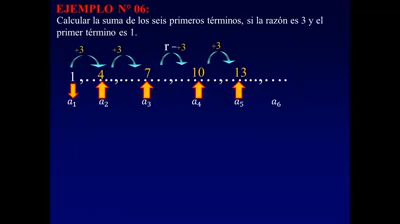 EJEMPLO N° 06:
Calcular la suma de los seis primeros términos, si la razón es 3 y el
primer término es 1.
+3 +3 r =+3 +3
1 , 4 , 7 , 10 , 13 ,
a₁ a₂ a₃ a₄ a₅ a₆